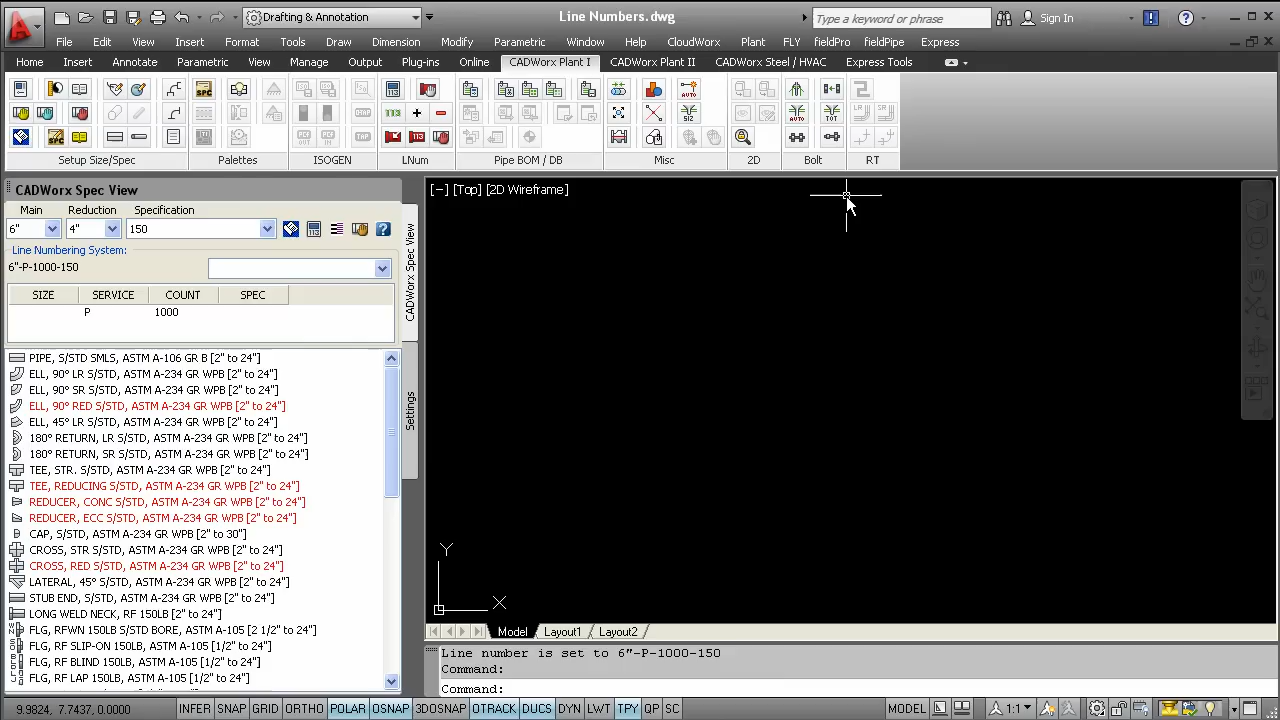 Drafting & Annotation
Line Numbers.dwg
Type a keyword or phrase
Sign In
File Edit View Insert Format Tools Draw Dimension Modify Parametric Window Help CloudWorx Plant FLY fieldPro fieldPipe Express
Home Insert Annotate Parametric View Manage Output Plug-ins Online CADWorx Plant I CADWorx Plant II CADWorx Steel / HVAC Express Tools
Setup Size/Spec Palettes ISOGEN LNum Pipe BOM / DB Misc 2D Bolt RT
CADWorx Spec View
Main Reduction Specification
6" 4" 150
Line Numbering System:
6"-P-1000-150
SIZE SERVICE COUNT SPEC
P 1000
PIPE, S/STD SMLS, ASTM A-106 GR B [2" to 24"]
ELL, 90° LR S/STD, ASTM A-234 GR WPB [2" to 24"]
ELL, 90° SR S/STD, ASTM A-234 GR WPB [2" to 24"]
ELL, 90° RED S/STD, ASTM A-234 GR WPB [2" to 24"]
ELL, 45° LR S/STD, ASTM A-234 GR WPB [2" to 24"]
180° RETURN, LR S/STD, ASTM A-234 GR WPB [2" to 24"]
180° RETURN, SR S/STD, ASTM A-234 GR WPB [2" to 24"]
TEE, STR. S/STD, ASTM A-234 GR WPB [2" to 24"]
TEE, REDUCING S/STD, ASTM A-234 GR WPB [2" to 24"]
REDUCER, CONC S/STD, ASTM A-234 GR WPB [2" to 24"]
REDUCER, ECC S/STD, ASTM A-234 GR WPB [2" to 24"]
CAP, S/STD, ASTM A-234 GR WPB [2" to 30"]
CROSS, STR S/STD, ASTM A-234 GR WPB [2" to 24"]
CROSS, RED S/STD, ASTM A-234 GR WPB [2" to 24"]
LATERAL, 45° S/STD, ASTM A-234 GR WPB [2" to 24"]
STUB END, S/STD, ASTM A-234 GR WPB [2" to 24"]
LONG WELD NECK, RF 150LB [2" to 24"]
FLG, RFWN 150LB S/STD BORE, ASTM A-105 [2 1/2" to 24"]
FLG, RF SLIP-ON 150LB, ASTM A-105 [1/2" to 24"]
FLG, RF BLIND 150LB, ASTM A-105 [1/2" to 24"]
FLG, RF LAP 150LB, ASTM A-105 [1/2" to 24"]
CADWorx Spec View
Settings
[−] [Top] [2D Wireframe]
Y
X
Model Layout1 Layout2
Line number is set to 6"-P-1000-150
Command:
Command:
9.9824, 7.7437, 0.0000 INFER SNAP GRID ORTHO POLAR OSNAP 3DOSNAP OTRACK DUCS DYN LWT TPY QP SC MODEL 1:1